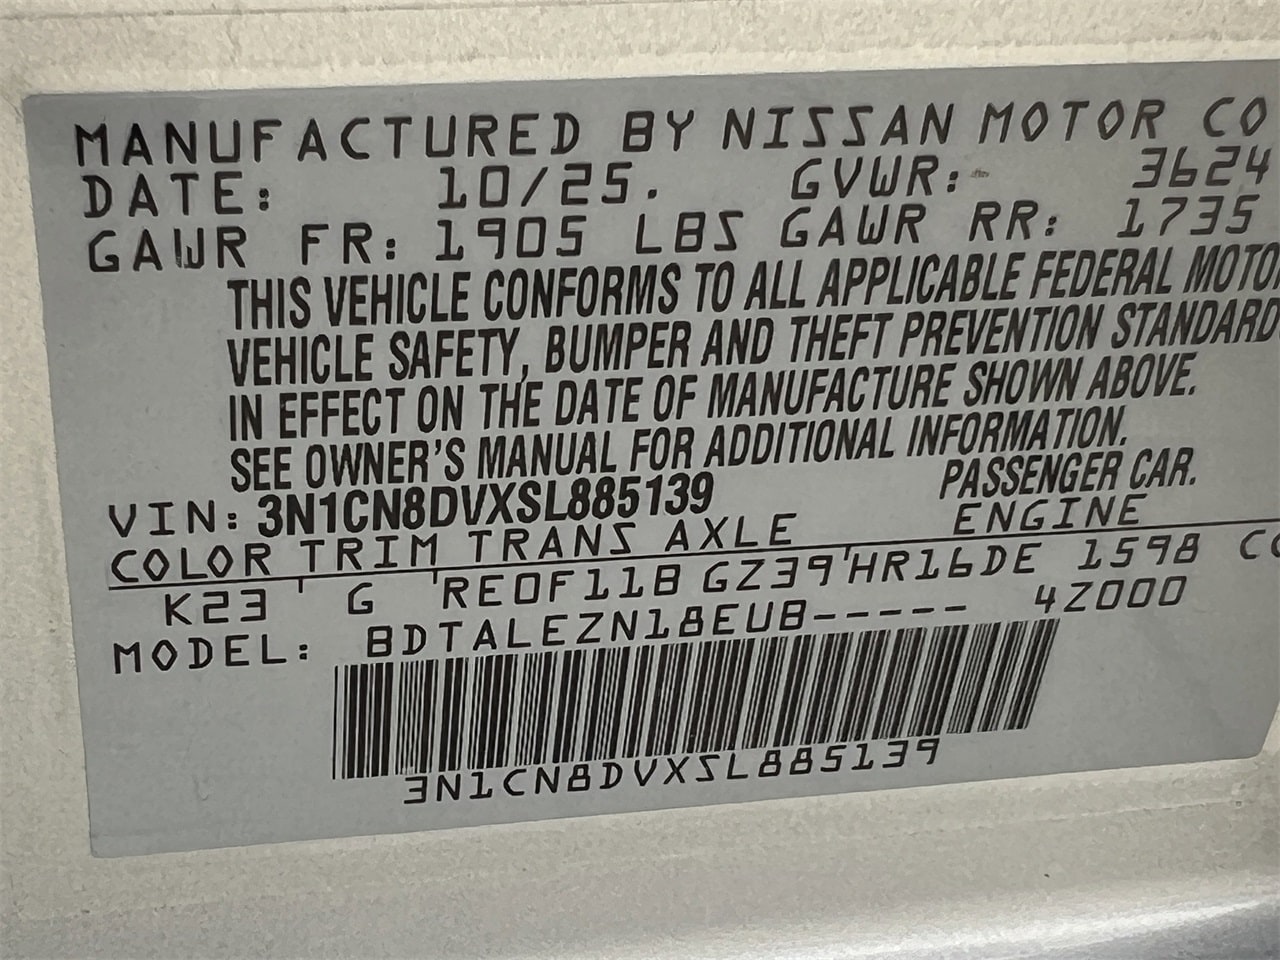 MANUFACTURED BY NISSAN MOTOR CO
DATE: 10/25. GVWR: 3624
GAWR FR: 1905 LBS GAWR RR: 1735
THIS VEHICLE CONFORMS TO ALL APPLICABLE FEDERAL MOTO
VEHICLE SAFETY, BUMPER AND THEFT PREVENTION STANDARD
IN EFFECT ON THE DATE OF MANUFACTURE SHOWN ABOVE.
SEE OWNER'S MANUAL FOR ADDITIONAL INFORMATION.
VIN: 3N1CN8DVXSL885139 PASSENGER CAR.
COLOR TRIM TRANS AXLE ENGINE
K23 G RE0F11B GZ39 HR16DE 1598 CC
MODEL: BDTALEZN18EUB----- 4Z000
3N1CN8DVXSL885139